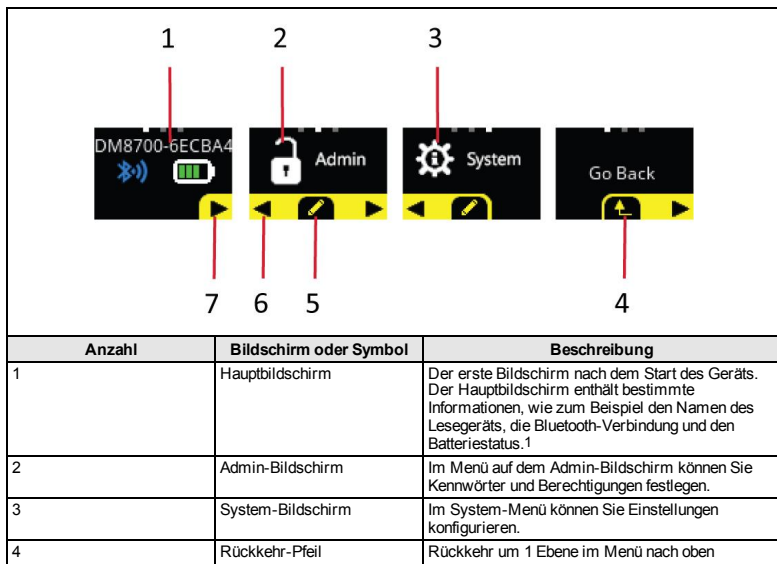 1 2 3
DM8700-6ECBA4
Admin
System
Go Back
7 6 5 4
Anzahl Bildschirm oder Symbol Beschreibung
1 Hauptbildschirm Der erste Bildschirm nach dem Start des Geräts.
Der Hauptbildschirm enthält bestimmte
Informationen, wie zum Beispiel den Namen des
Lesegeräts, die Bluetooth-Verbindung und den
Batteriestatus.1
2 Admin-Bildschirm Im Menü auf dem Admin-Bildschirm können Sie
Kennwörter und Berechtigungen festlegen.
3 System-Bildschirm Im System-Menü können Sie Einstellungen
konfigurieren.
4 Rückkehr-Pfeil Rückkehr um 1 Ebene im Menü nach oben